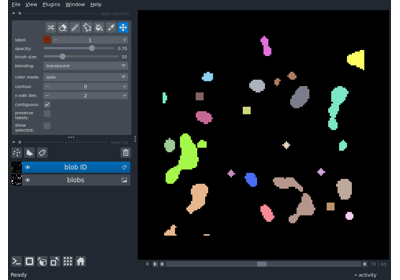 File View Plugins Window Help
label:
1
opacity:
0.70
brush size:
10
blending:
translucent
color mode:
auto
contour:
0
n edit dim:
2
contiguous:
preserve
labels:
show
selected:
blob ID
blobs
0
Ready
activity